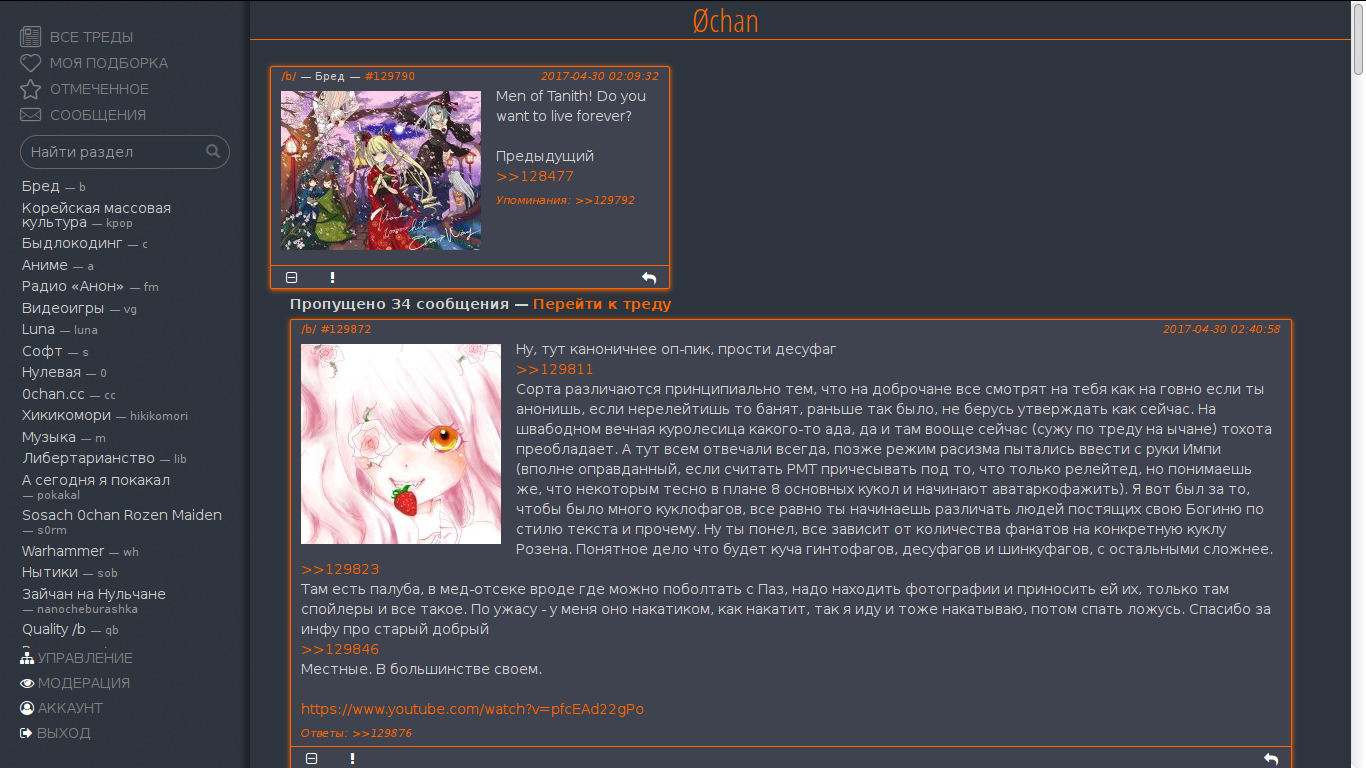 ВСЕ ТРЕДЫ
МОЯ ПОДБОРКА
ОТМЕЧЕННОЕ
СООБЩЕНИЯ
Найти раздел
Бред — b
Корейская массовая
культура — kpop
Быдлокодинг — c
Аниме — a
Радио «Анон» — fm
Видеоигры — vg
Luna — luna
Софт — s
Нулевая — 0
0chan.cc — cc
Хикикомори — hikikomori
Музыка — m
Либертарианство — lib
А сегодня я покакал
— pokakal
Sosach 0chan Rozen Maiden
— s0rm
Warhammer — wh
Нытики — sob
Зайчан на Нульчане
— nanocheburashka
Quality /b — qb
УПРАВЛЕНИЕ
МОДЕРАЦИЯ
АККАУНТ
ВЫХОД
Øchan
/b/ — Бред — #129790 2017-04-30 02:09:32
Men of Tanith! Do you
want to live forever?
Предыдущий
>>128477
Упоминания: >>129792
Пропущено 34 сообщения — Перейти к треду
/b/ #129872 2017-04-30 02:40:58
Ну, тут каноничнее оп-пик, прости десуфаг
>>129811
Сорта различаются принципиально тем, что на доброчане все смотрят на тебя как на говно если ты
анонишь, если нерелейтишь то банят, раньше так было, не берусь утверждать как сейчас. На
швабодном вечная куролесица какого-то ада, да и там вооще сейчас (сужу по треду на ычане) тохота
преобладает. А тут всем отвечали всегда, позже режим расизма пытались ввести с руки Импи
(вполне оправданный, если считать РМТ причесывать под то, что только релейтед, но понимаешь
же, что некоторым тесно в плане 8 основных кукол и начинают аватаркофажить). Я вот был за то,
чтобы было много куклофагов, все равно ты начинаешь различать людей постящих свою Богиню по
стилю текста и прочему. Ну ты понел, все зависит от количества фанатов на конкретную куклу
Розена. Понятное дело что будет куча гинтофагов, десуфагов и шинкуфагов, с остальными сложнее.
>>129823
Там есть палуба, в мед-отсеке вроде где можно поболтать с Паз, надо находить фотографии и приносить ей их, только там
спойлеры и все такое. По ужасу - у меня оно накатиком, как накатит, так я иду и тоже накатываю, потом спать ложусь. Спасибо за
инфу про старый добрый
>>129846
Местные. В большинстве своем.
https://www.youtube.com/watch?v=pfcEAd22gPo
Ответы: >>129876